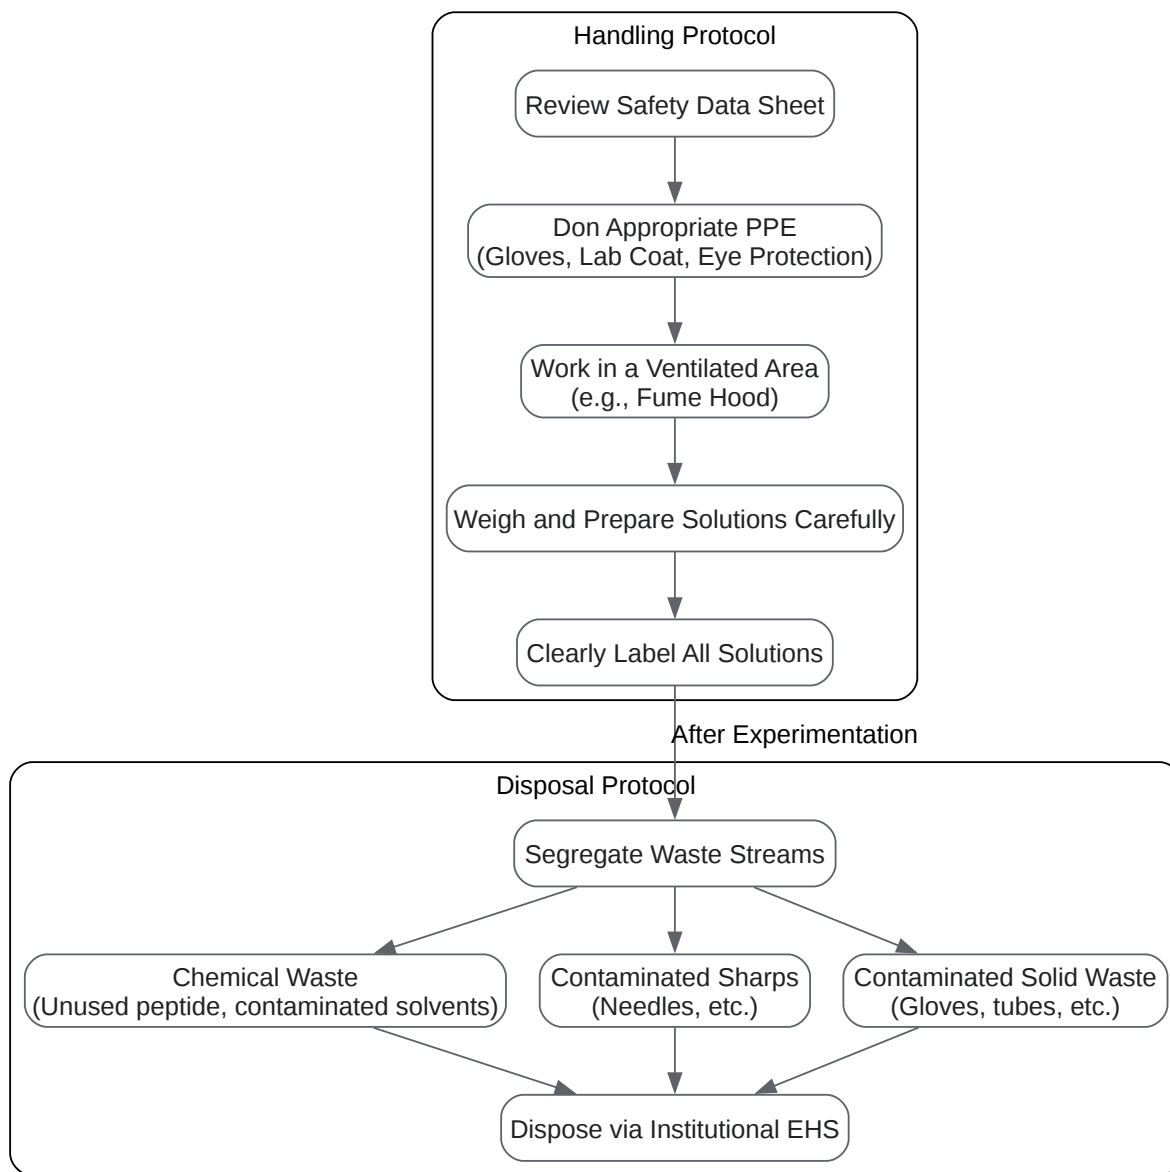 Handling Protocol
Review Safety Data Sheet
Don Appropriate PPE
(Gloves, Lab Coat, Eye Protection)
Work in a Ventilated Area
(e.g., Fume Hood)
Weigh and Prepare Solutions Carefully
Clearly Label All Solutions
After Experimentation
Disposal Protocol
Segregate Waste Streams
Chemical Waste
(Unused peptide, contaminated solvents)
Contaminated Sharps
(Needles, etc.)
Contaminated Solid Waste
(Gloves, tubes, etc.)
Dispose via Institutional EHS